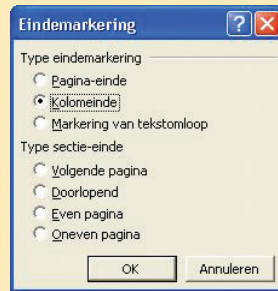 Eindemarkering
Type eindemarkering
Pagina-einde
Kolomeinde
Markering van tekstomloop
Type sectie-einde
Volgende pagina
Doorlopend
Even pagina
Oneven pagina
OK Annuleren